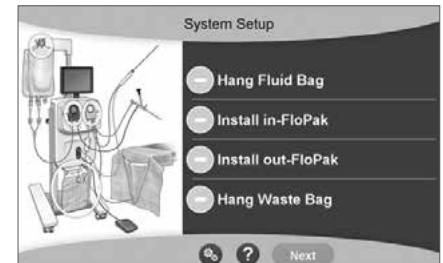 System Setup
Hang Fluid Bag
Install in-FloPak
Install out-FloPak
Hang Waste Bag
?
Next